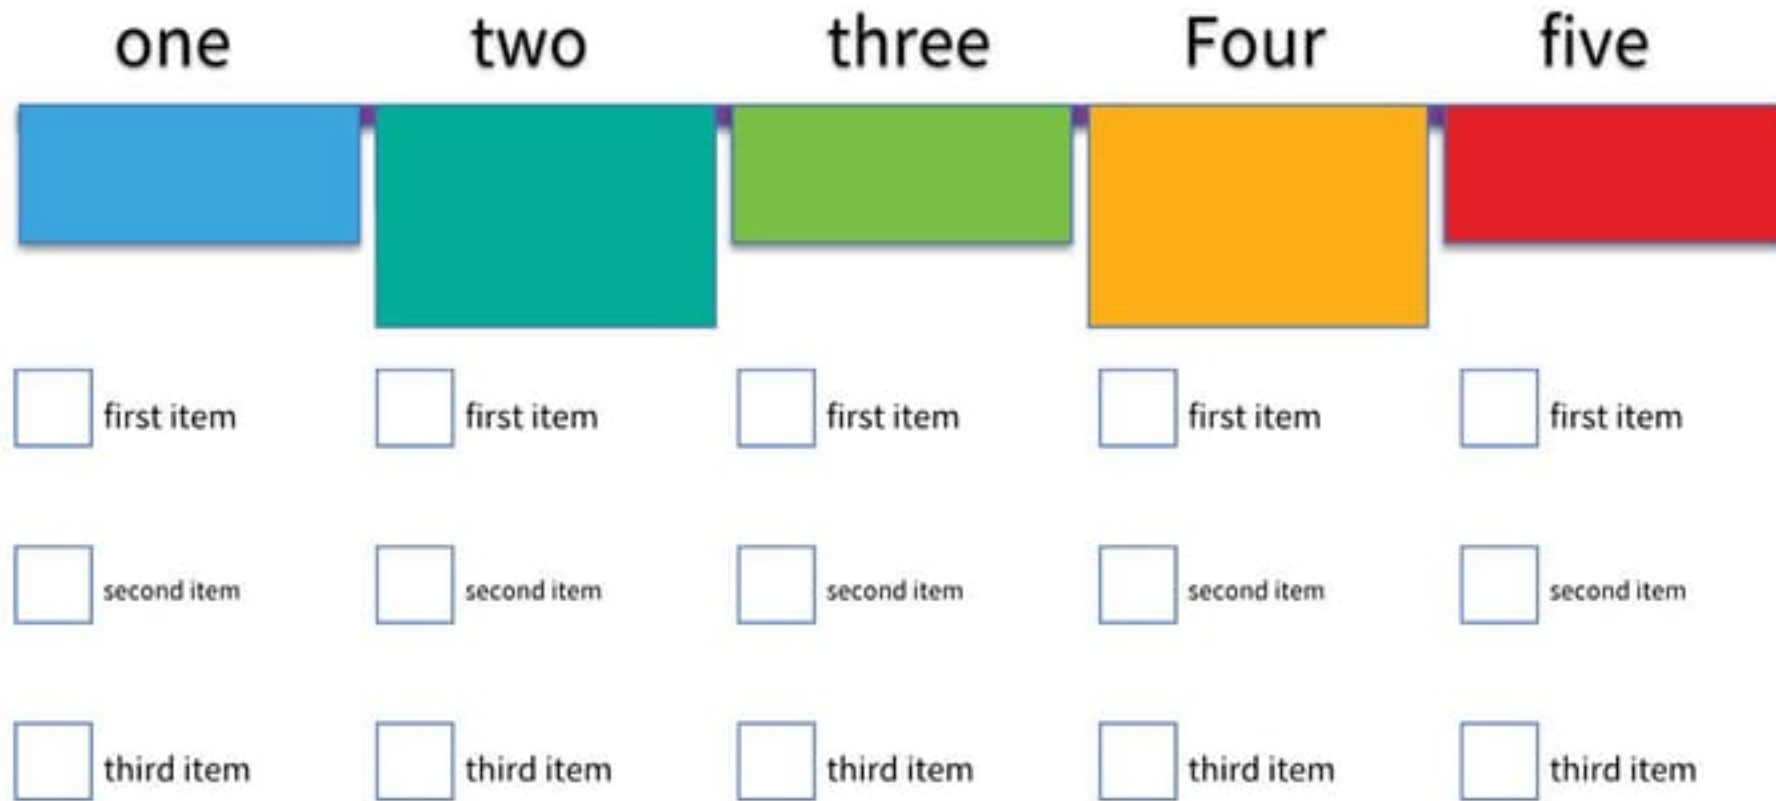 one two three Four five
first item first item first item first item first item
second item second item second item second item second item
third item third item third item third item third item